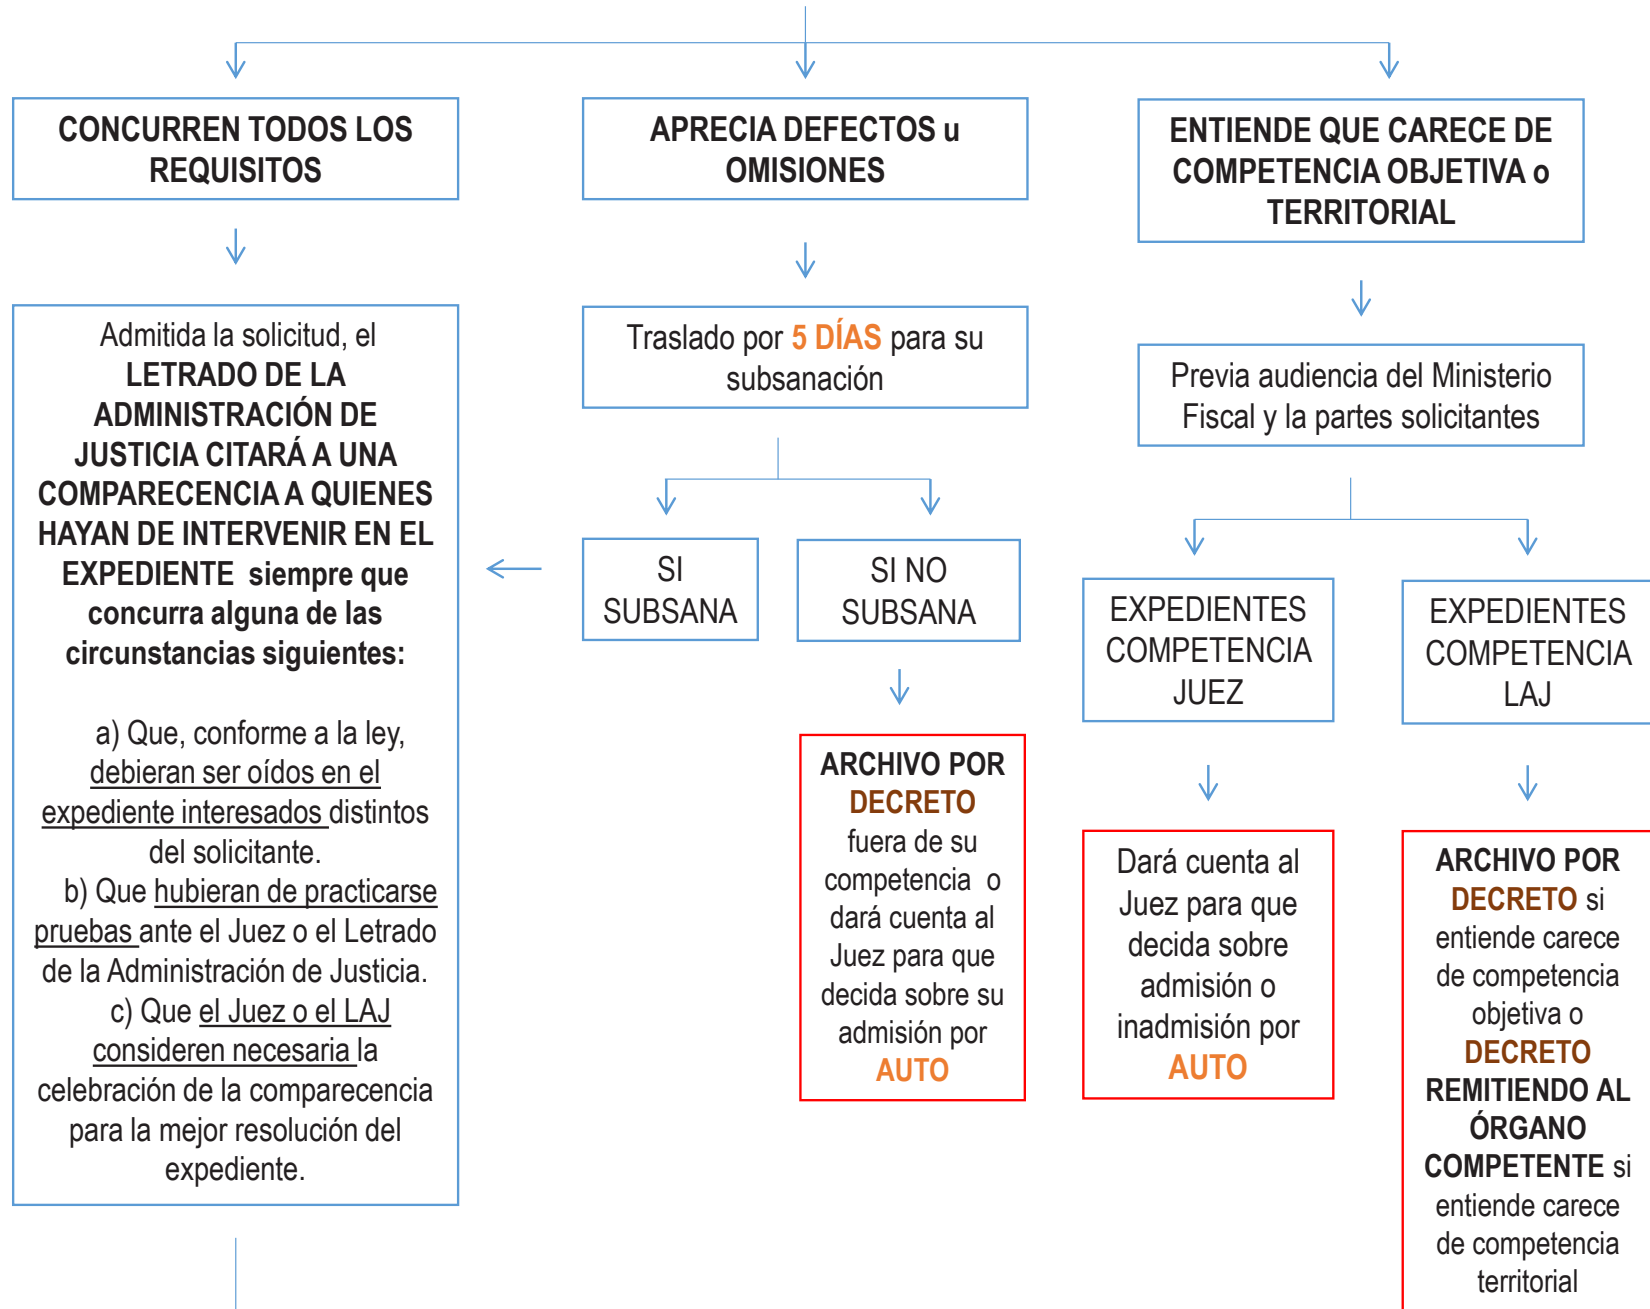 CONCURREN TODOS LOS
REQUISITOS
APRECIA DEFECTOS u
OMISIONES
ENTIENDE QUE CARECE DE
COMPETENCIA OBJETIVA o
TERRITORIAL
Admitida la solicitud, el
LETRADO DE LA
ADMINISTRACIÓN DE
JUSTICIA CITARÁ A UNA
COMPARECENCIA A QUIENES
HAYAN DE INTERVENIR EN EL
EXPEDIENTE siempre que
concurra alguna de las
circunstancias siguientes:
a) Que, conforme a la ley,
debieran ser oídos en el
expediente interesados distintos
del solicitante.
b) Que hubieran de practicarse
pruebas ante el Juez o el Letrado
de la Administración de Justicia.
c) Que el Juez o el LAJ
consideren necesaria la
celebración de la comparecencia
para la mejor resolución del
expediente.
Traslado por 5 DÍAS para su
subsanación
SI
SUBSANA
SI NO
SUBSANA
ARCHIVO POR
DECRETO
fuera de su
competencia o
dará cuenta al
Juez para que
decida sobre su
admisión por
AUTO
Previa audiencia del Ministerio
Fiscal y la partes solicitantes
EXPEDIENTES
COMPETENCIA
JUEZ
EXPEDIENTES
COMPETENCIA
LAJ
Dará cuenta al
Juez para que
decida sobre
admisión o
inadmisión por
AUTO
ARCHIVO POR
DECRETO si
entiende carece
de competencia
objetiva o
DECRETO
REMITIENDO AL
ÓRGANO
COMPETENTE si
entiende carece
de competencia
territorial